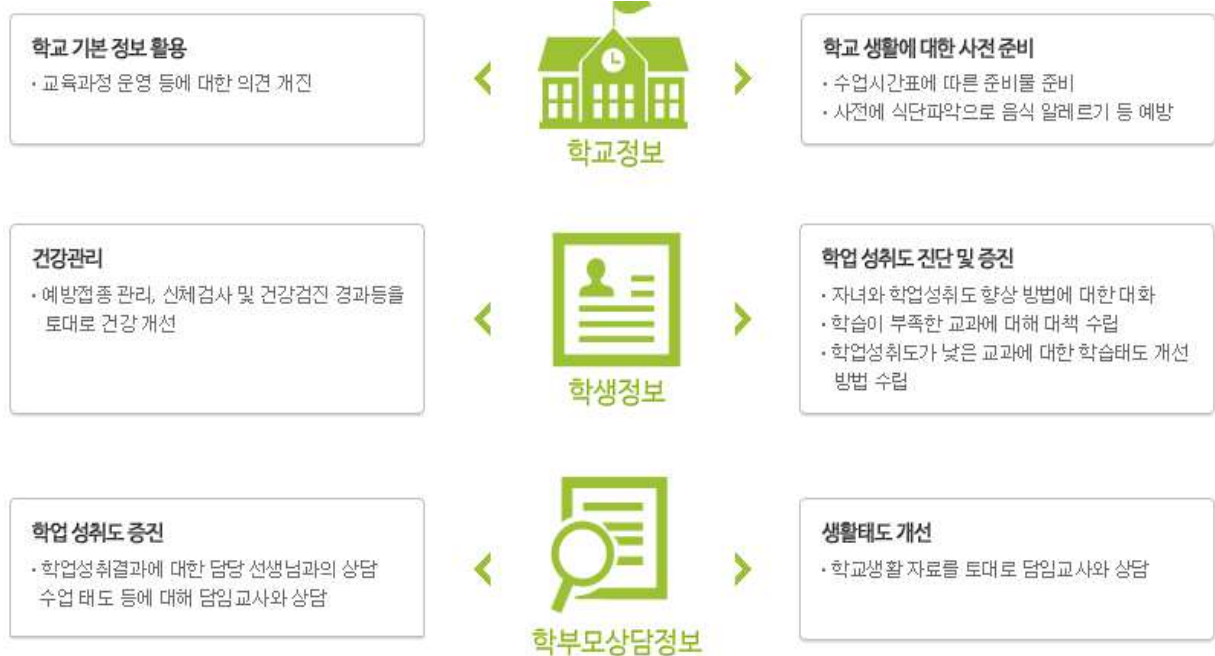 학교 기본 정보 활용
· 교육과정 운영 등에 대한 의견 개진
학교정보
학교 생활에 대한 사전 준비
· 수업시간표에 따른 준비물 준비
· 사전에 식단파악으로 음식 알레르기 등 예방
건강관리
· 예방접종 관리, 신체검사 및 건강검진 경과등을
토대로 건강 개선
학생정보
학업 성취도 진단 및 증진
· 자녀와 학업성취도 향상 방법에 대한 대화
· 학습이 부족한 교과에 대해 대책 수립
· 학업성취도가 낮은 교과에 대한 학습태도 개선
방법 수립
학업 성취도 증진
· 학업성취결과에 대한 담당 선생님과의 상담
수업 태도 등에 대해 담임교사와 상담
학부모상담정보
생활태도 개선
· 학교생활 자료를 토대로 담임교사와 상담